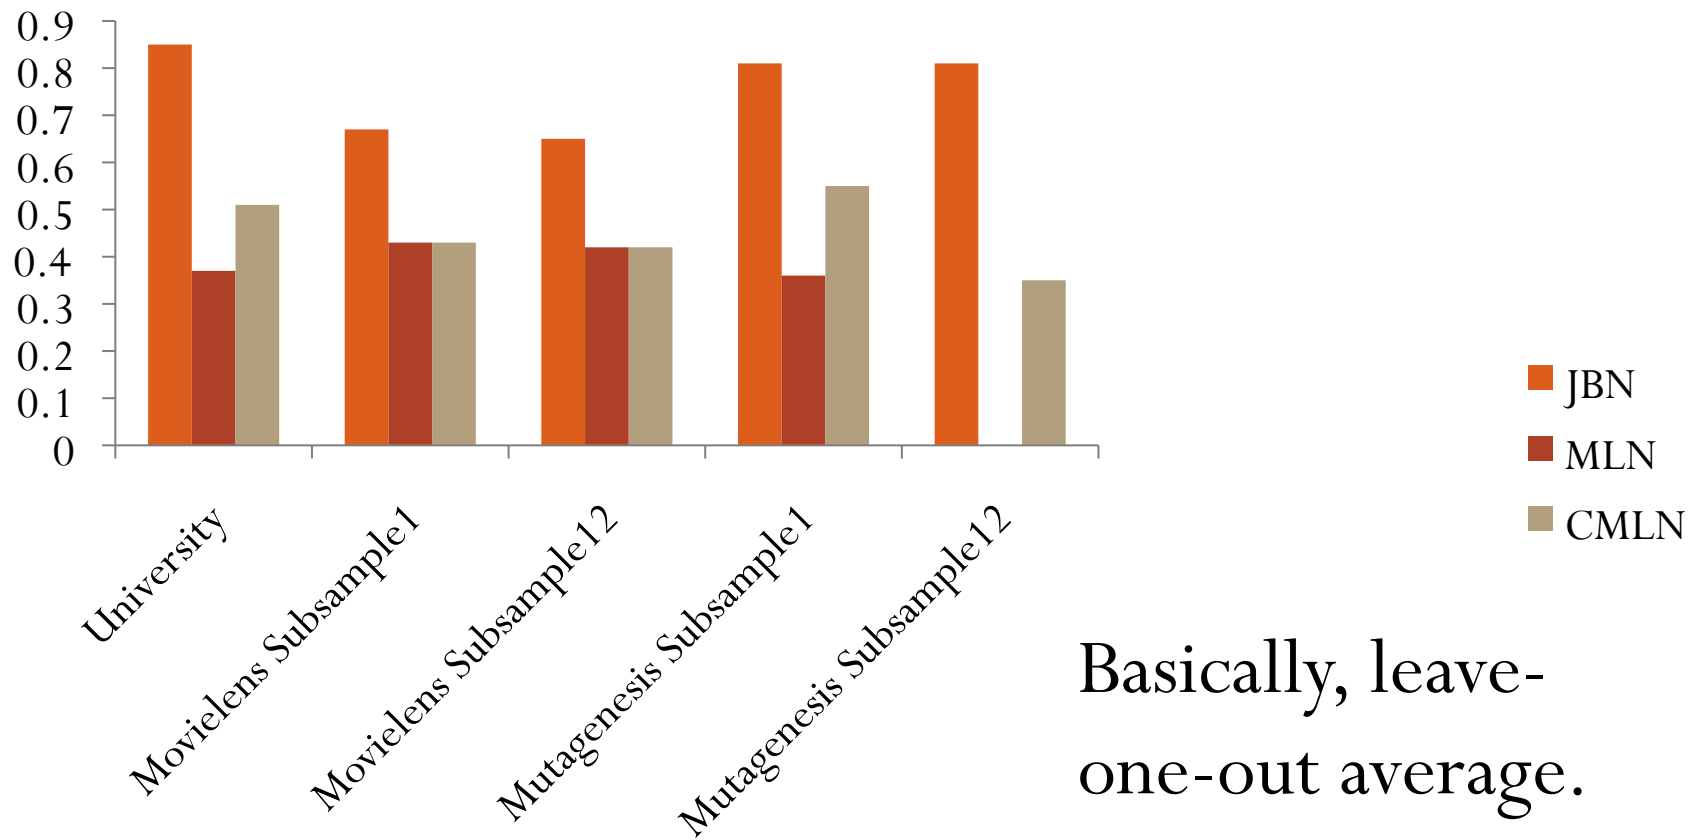 0.9
0.8
0.7
0.6
0.5
0.4
0.3
0.2
0.1
0
University
Movielens Subsample1
Movielens Subsample12
Mutagenesis Subsample1
Mutagenesis Subsample12
JBN
MLN
CMLN
Basically, leave-
one-out average.